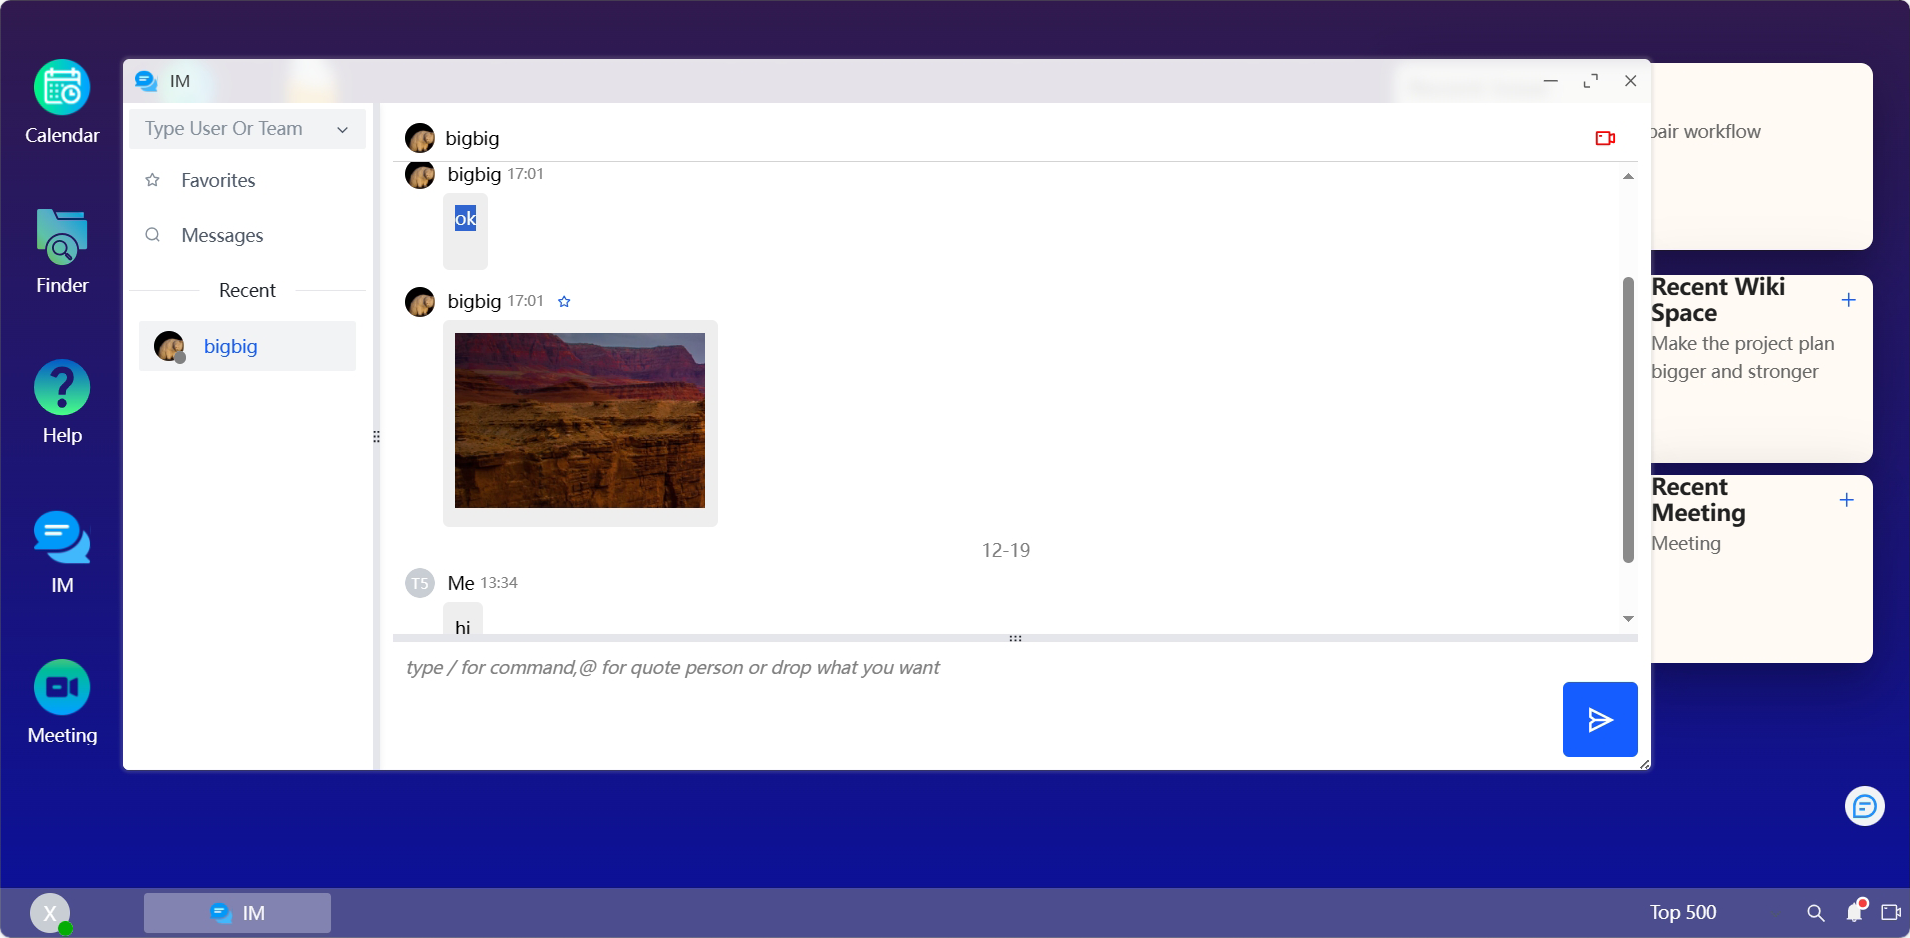 Calendar
Finder
Help
IM
Meeting
IM
Type User Or Team
Favorites
Messages
Recent
bigbig
bigbig
bigbig 17:01
ok
bigbig 17:01
12-19
T5
Me 13:34
hi
type / for command,@ for quote person or drop what you want
pair workflow
Recent Wiki
Space
Make the project plan
bigger and stronger
Recent
Meeting
Meeting
X
IM
Top 500